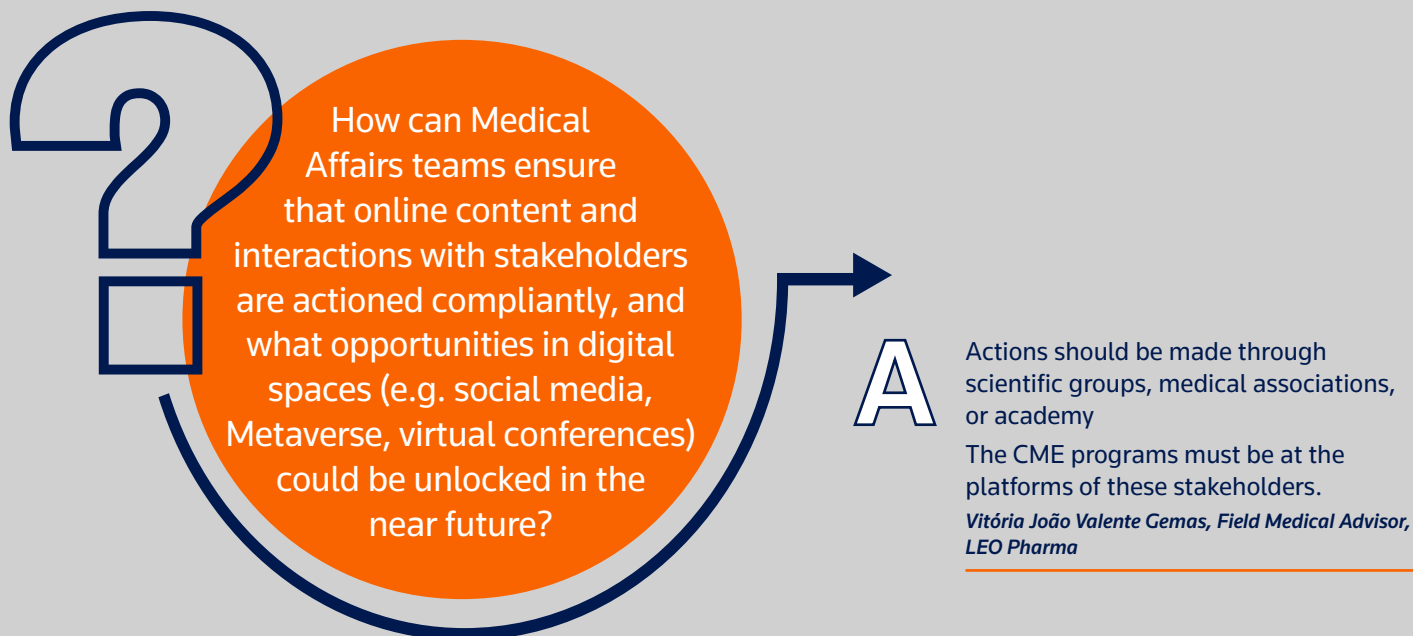 ?
How can Medical
Affairs teams ensure
that online content and
interactions with stakeholders
are actioned compliantly, and
what opportunities in digital
spaces (e.g. social media,
Metaverse, virtual conferences)
could be unlocked in the
near future?
A
Actions should be made through
scientific groups, medical associations,
or academy
The CME programs must be at the
platforms of these stakeholders.
Vitória João Valente Gemas, Field Medical Advisor,
LEO Pharma